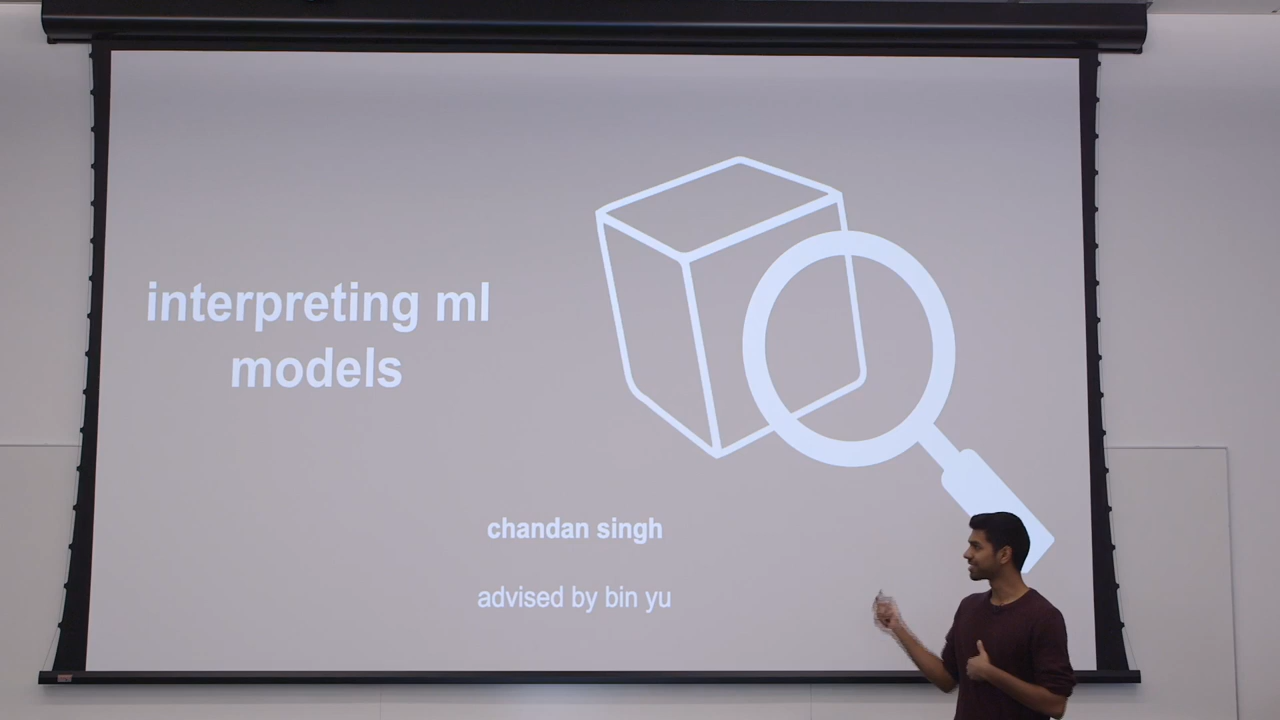 interpreting ml
models
chandan singh
advised by bin yu